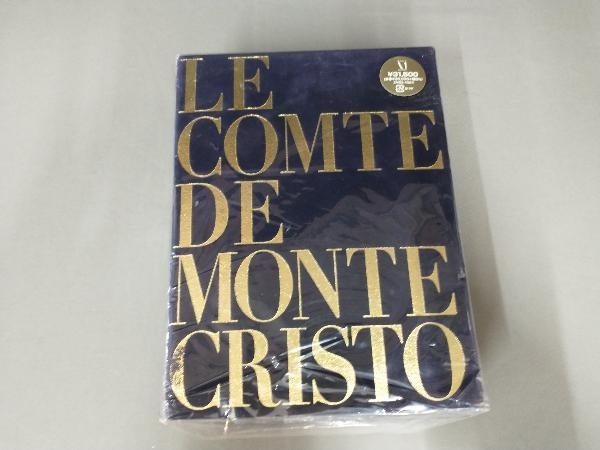 LE
COMTE
DE
MONTE
CRISTO
¥31,500